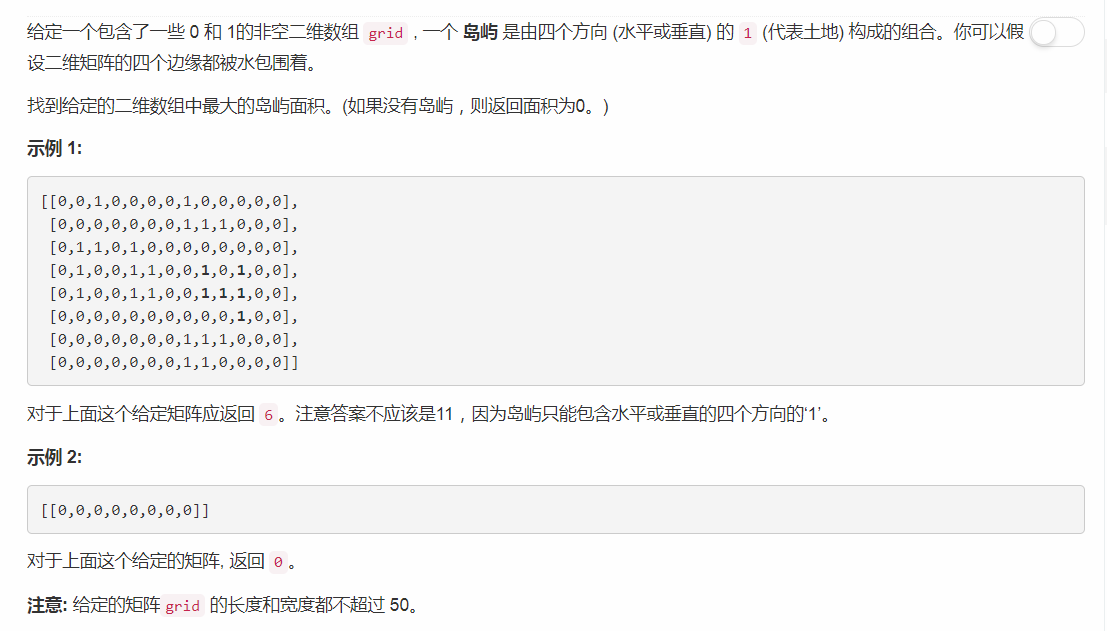 给定一个包含了一些 0 和 1的非空二维数组 grid , 一个 岛屿 是由四个方向 (水平或垂直) 的 1 (代表土地) 构成的组合。你可以假
设二维矩阵的四个边缘都被水包围着。
找到给定的二维数组中最大的岛屿面积。(如果没有岛屿，则返回面积为0。)
示例 1:
[[0,0,1,0,0,0,0,1,0,0,0,0,0],
[0,0,0,0,0,0,0,1,1,1,0,0,0],
[0,1,1,0,1,0,0,0,0,0,0,0,0],
[0,1,0,0,1,1,0,0,1,0,1,0,0],
[0,1,0,0,1,1,0,0,1,1,1,0,0],
[0,0,0,0,0,0,0,0,0,0,1,0,0],
[0,0,0,0,0,0,0,1,1,1,0,0,0],
[0,0,0,0,0,0,0,1,1,0,0,0,0]]
对于上面这个给定矩阵应返回 6。注意答案不应该是11，因为岛屿只能包含水平或垂直的四个方向的‘1’。
示例 2:
[[0,0,0,0,0,0,0,0]]
对于上面这个给定的矩阵, 返回 0。
注意: 给定的矩阵grid 的长度和宽度都不超过 50。